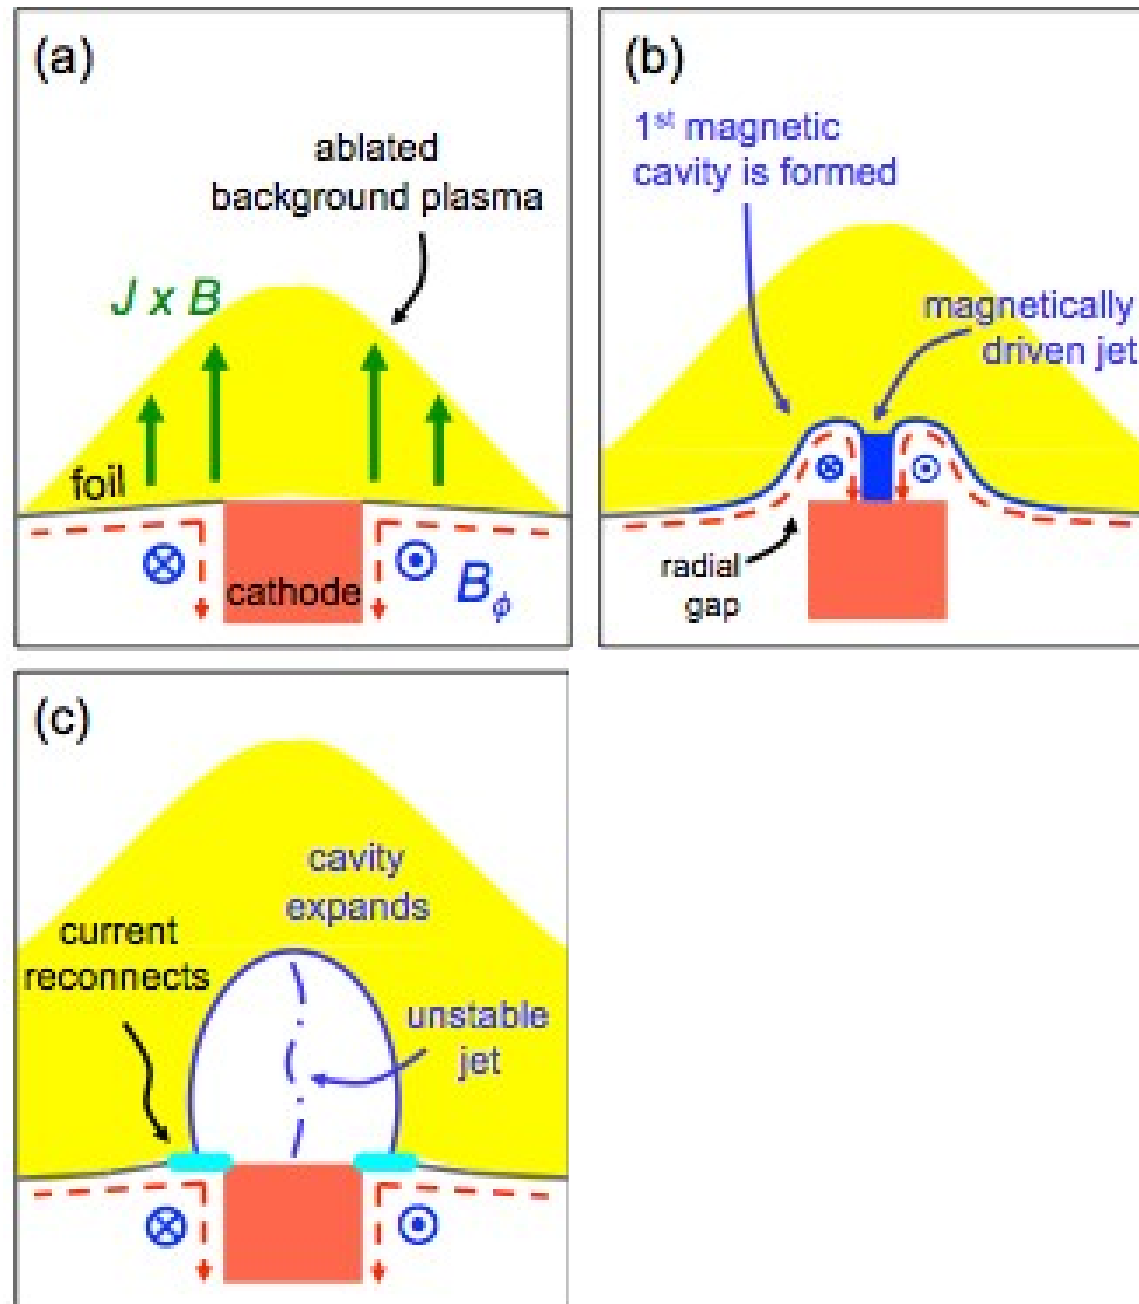 (a)
ablated
background plasma
J x B
foil
cathode
B_ϕ
(b)
1st magnetic
cavity is formed
magnetically
driven jet
radial
gap
(c)
cavity
expands
current
reconnects
unstable
jet